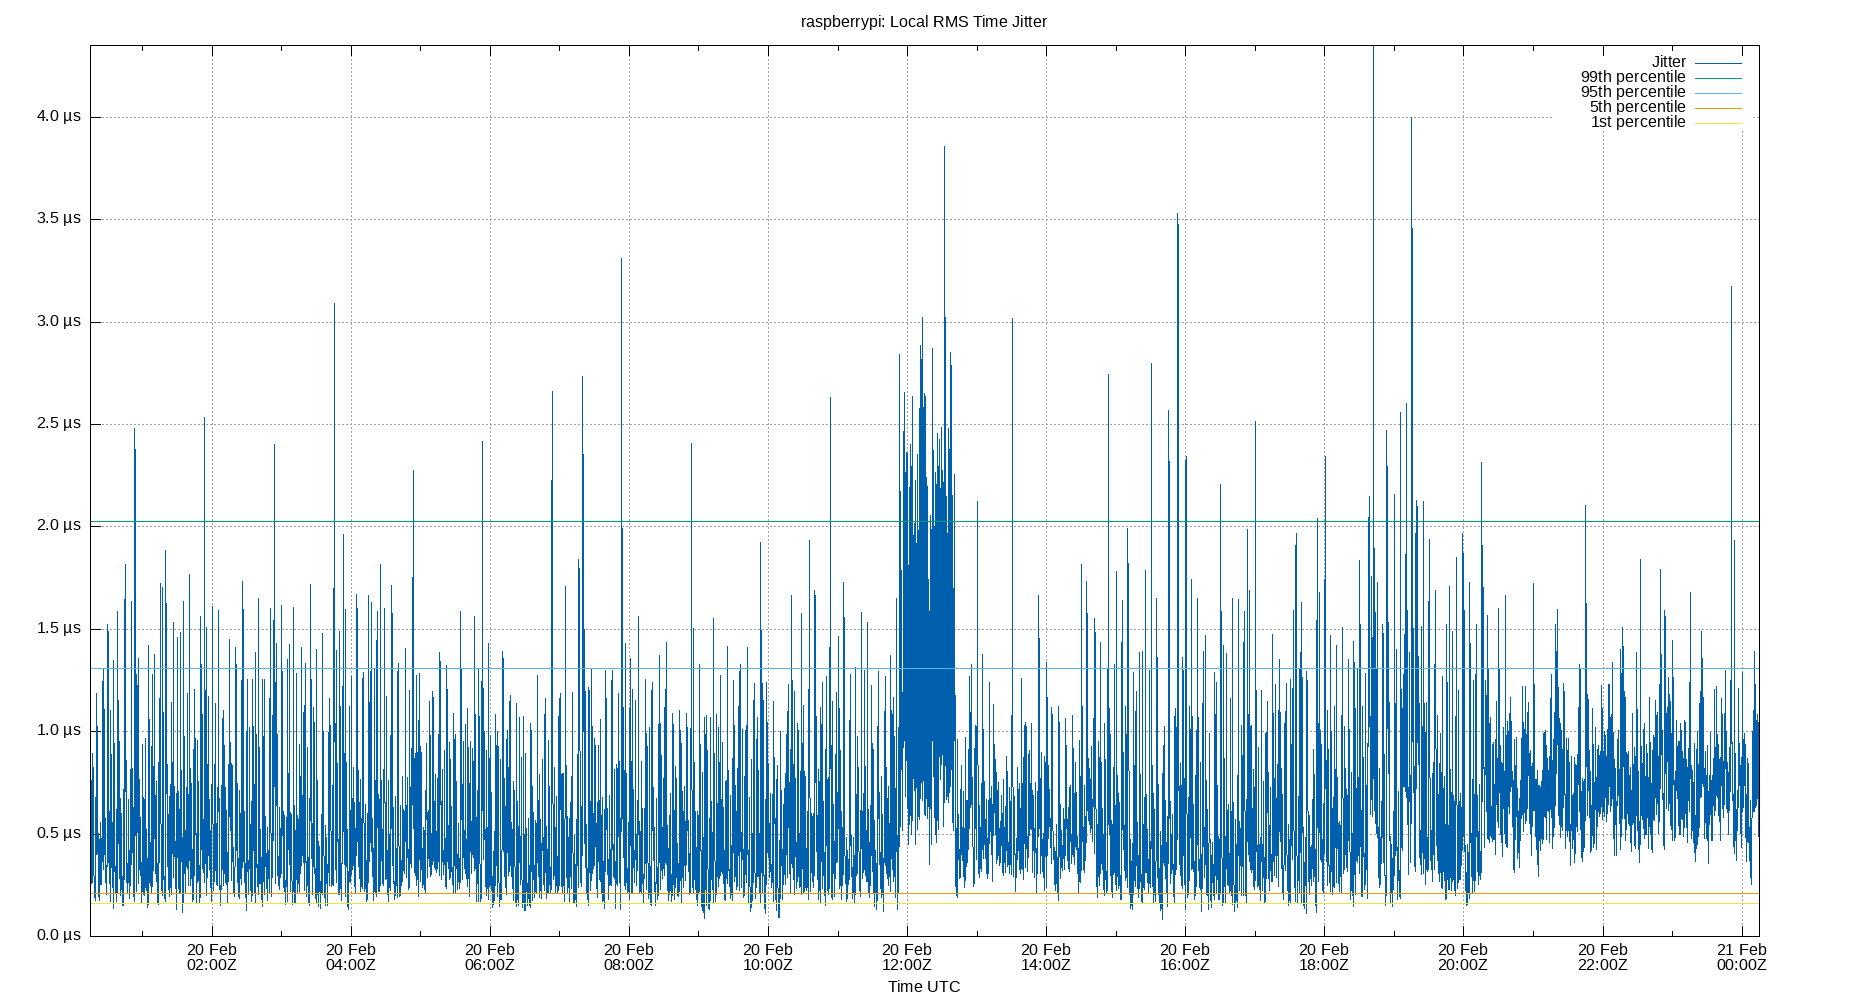 raspberrypi: Local RMS Time Jitter
Jitter
99th percentile
95th percentile
5th percentile
1st percentile
4.0 µs
3.5 µs
3.0 µs
2.5 µs
2.0 µs
1.5 µs
1.0 µs
0.5 µs
0.0 µs
20 Feb 20 Feb 20 Feb 20 Feb 20 Feb 20 Feb 20 Feb 20 Feb 20 Feb 20 Feb 20 Feb 21 Feb
02:00Z 04:00Z 06:00Z 08:00Z 10:00Z 12:00Z 14:00Z 16:00Z 18:00Z 20:00Z 22:00Z 00:00Z
Time UTC